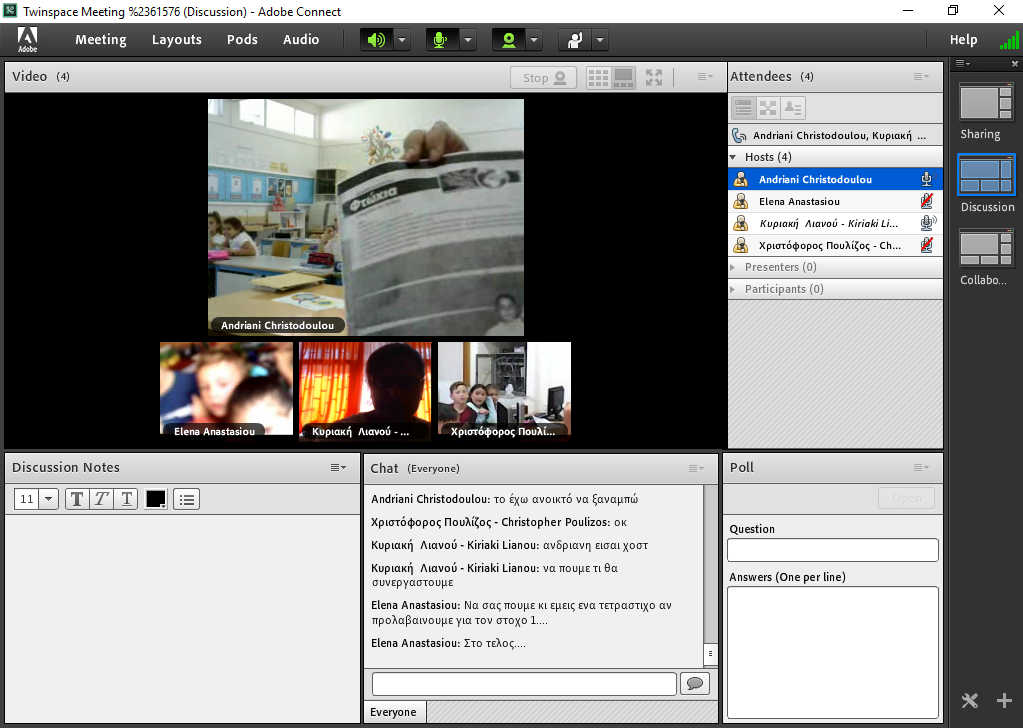 Twinspace Meeting %2361576 (Discussion) - Adobe Connect
Adobe
Meeting
Layouts
Pods
Audio
Help
Video (4)
Stop
Φτώχια
Andriani Christodoulou
Elena Anastasiou
Κυριακή Λιανού - ...
Χριστόφορος Πουλί...
Attendees (4)
Andriani Christodoulou, Κυριακή ...
Hosts (4)
Andriani Christodoulou
Elena Anastasiou
Κυριακή Λιανού - Kiriaki Li...
Χριστόφορος Πουλίζος - Ch...
Presenters (0)
Participants (0)
Sharing
Discussion
Collabo...
Discussion Notes
11
T T T
Chat (Everyone)
Andriani Christodoulou: το έχω ανοικτό να ξαναμπώ
Χριστόφορος Πουλίζος - Christopher Poulizos: οκ
Κυριακή Λιανού - Kiriaki Lianou: ανδριανη εισαι χοστ
Κυριακή Λιανού - Kiriaki Lianou: να πουμε τι θα
συνεργαστουμε
Elena Anastasiou: Να σας πουμε κι εμεις ενα τετραστιχο αν
προλαβαινουμε για τον στοχο 1....
Elena Anastasiou: Στο τελος....
Everyone
Poll
Open
Question
Answers (One per line)